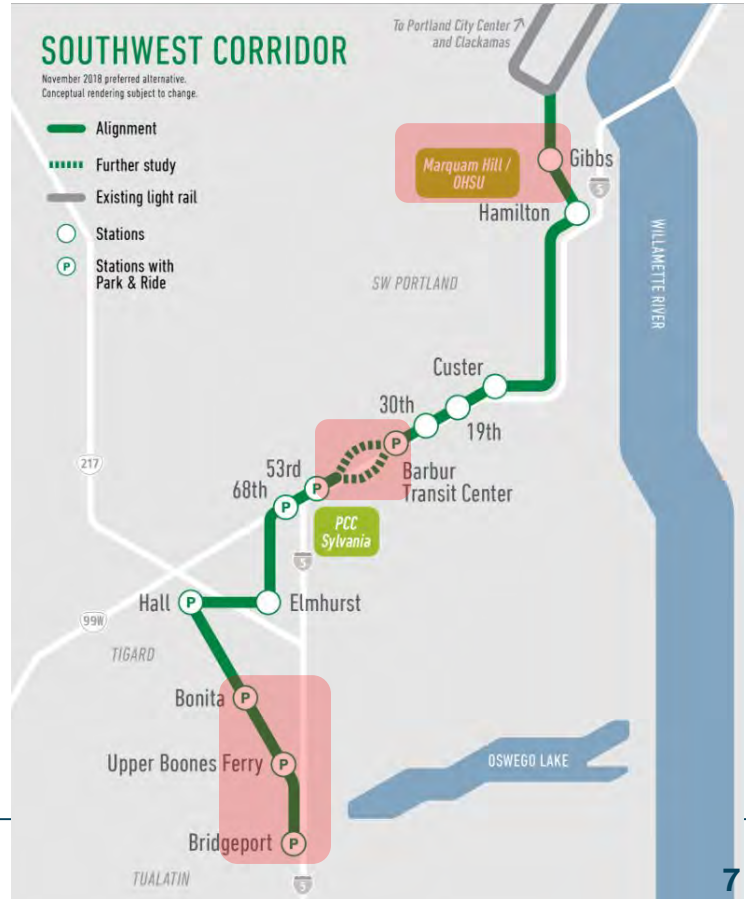 To Portland City Center
and Clackamas
SOUTHWEST CORRIDOR
November 2018 preferred alternative.
Conceptual rendering subject to change.
Alignment
Further study
Existing light rail
Stations
P
Stations with
Park & Ride
Marquam Hill /
OHSU
Gibbs
5
Hamilton
WILLAMETTE RIVER
SW PORTLAND
Custer
30th
19th
P
Barbur
Transit Center
217
53rd
P
68th
P
PCC
Sylvania
5
Hall
P
Elmhurst
99W
TIGARD
Bonita
P
Upper Boones Ferry
P
OSWEGO LAKE
Bridgeport
P
TUALATIN
5
7